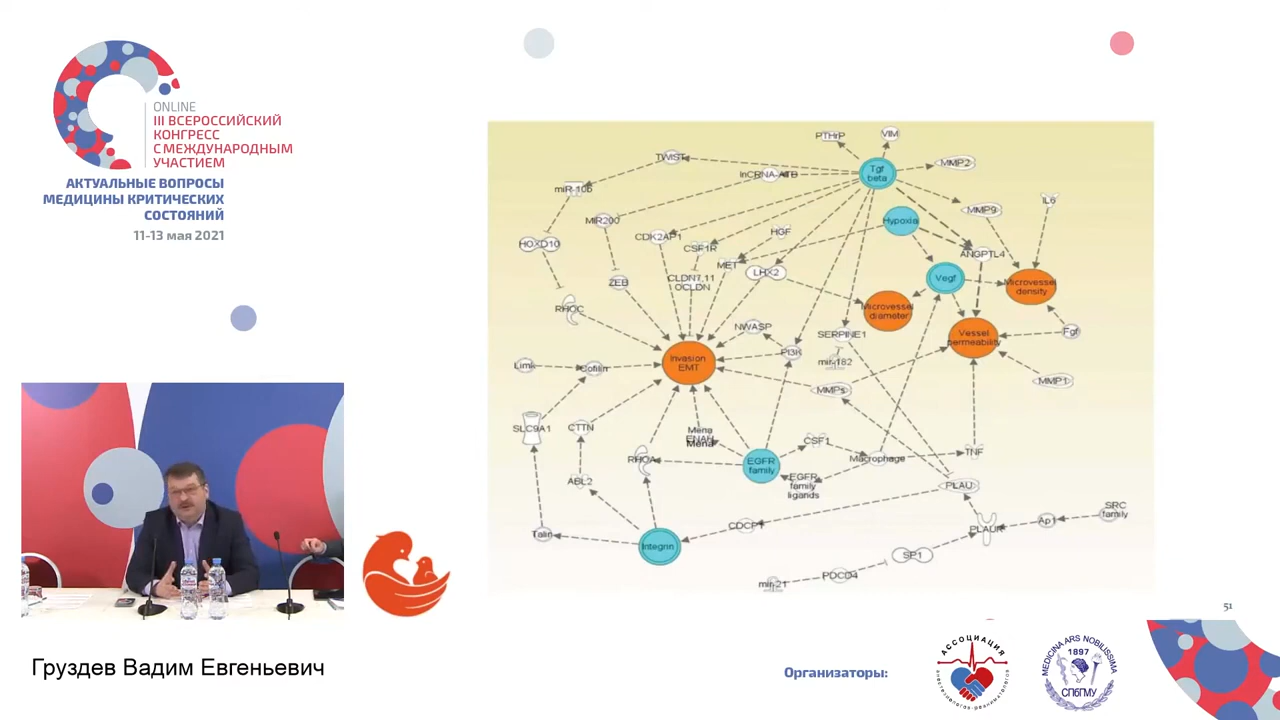 ONLINE
III ВСЕРОССИЙСКИЙ
КОНГРЕСС
С МЕЖДУНАРОДНЫМ
УЧАСТИЕМ
АКТУАЛЬНЫЕ ВОПРОСЫ
МЕДИЦИНЫ КРИТИЧЕСКИХ
СОСТОЯНИЙ
11-13 мая 2021
PTHrP
VIM
TWIST
lncRNA-ATB
Tgf
beta
MMP2
miR-10b
MiR200
MMP9
IL6
Hypoxia
HOXD10
CDK2AP1
CSF1R
HGF
MET
LHX2
ANGPTL4
ZEB
CLDN7,11
OCLDN
Vegf
Microvessel
density
RHOC
Microvessel
diameter
NWASP
SERPINE1
Vessel
permeability
Fgf
Invasion
EMT
PI3K
mir-182
Limk
Cofilin
MMPs
MMP1
SLC9A1
CTTN
Mena
ENAH
Mena
CSF1
RHOA
EGFR
family
Macrophage
TNF
ABL2
EGFR
family
ligands
PLAU
SRC
family
Talin
Integrin
CDCP1
PLAUR
Ap1
SP1
mir-21
PDCD4
51
Груздев Вадим Евгеньевич
Организаторы:
АССОЦИАЦИЯ
анестезиологов-реаниматологов
MEDICINA ARS NOBILISSIMA
1897
СПбГМУ